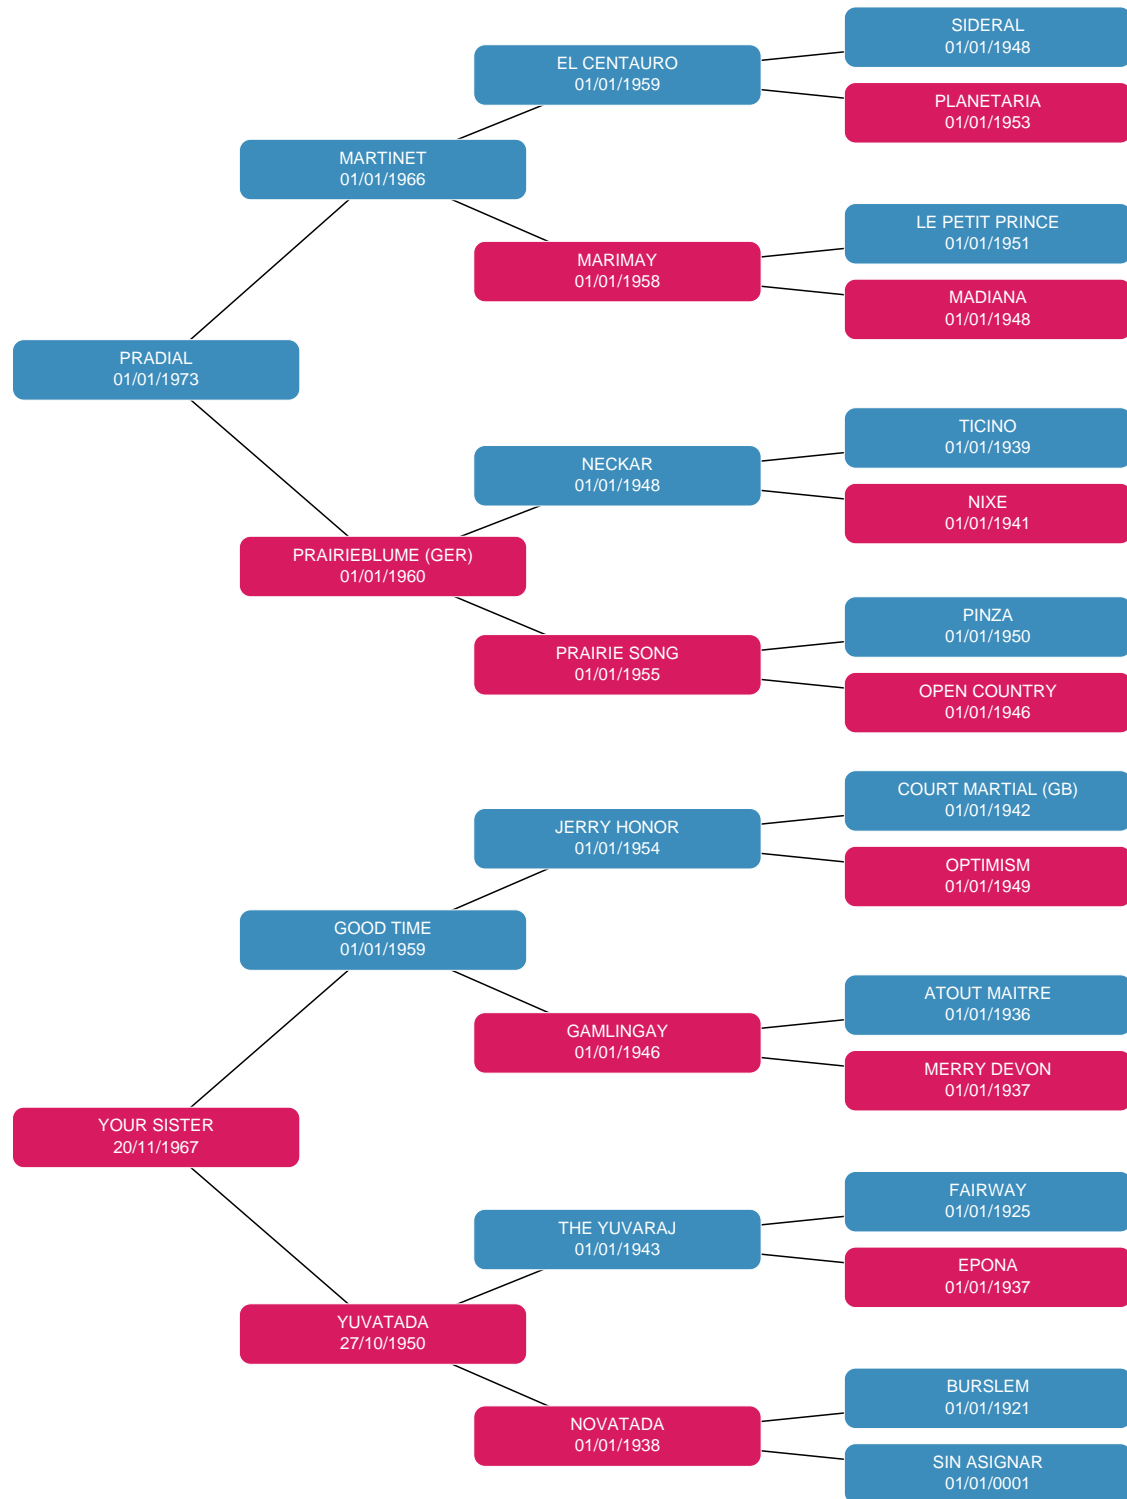 SIDERAL
01/01/1948
EL CENTAURO
01/01/1959
PLANETARIA
01/01/1953
MARTINET
01/01/1966
LE PETIT PRINCE
01/01/1951
MARIMAY
01/01/1958
MADIANA
01/01/1948
PRADIAL
01/01/1973
TICINO
01/01/1939
NECKAR
01/01/1948
NIXE
01/01/1941
PRAIRIEBLUME (GER)
01/01/1960
PINZA
01/01/1950
PRAIRIE SONG
01/01/1955
OPEN COUNTRY
01/01/1946
COURT MARTIAL (GB)
01/01/1942
JERRY HONOR
01/01/1954
OPTIMISM
01/01/1949
GOOD TIME
01/01/1959
ATOUT MAITRE
01/01/1936
GAMLINGAY
01/01/1946
MERRY DEVON
01/01/1937
YOUR SISTER
20/11/1967
FAIRWAY
01/01/1925
THE YUVARAJ
01/01/1943
EPONA
01/01/1937
YUVATADA
27/10/1950
BURSLEM
01/01/1921
NOVATADA
01/01/1938
SIN ASIGNAR
01/01/0001